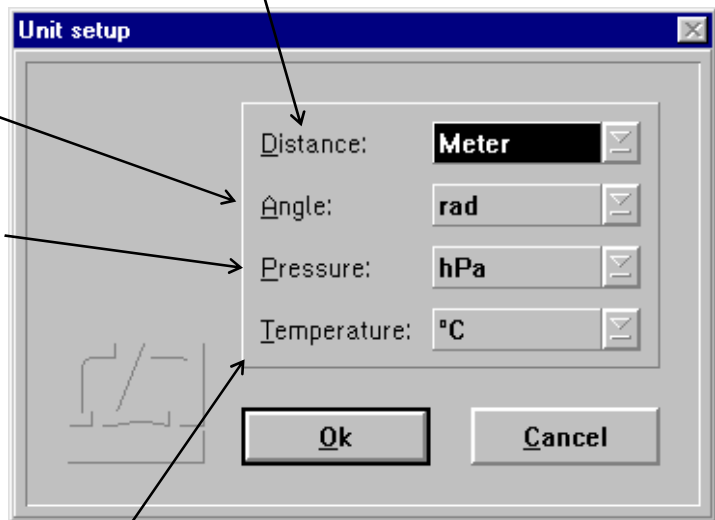 Unit setup
Distance: Meter
Angle: rad
Pressure: hPa
Temperature: °C
Ok Cancel